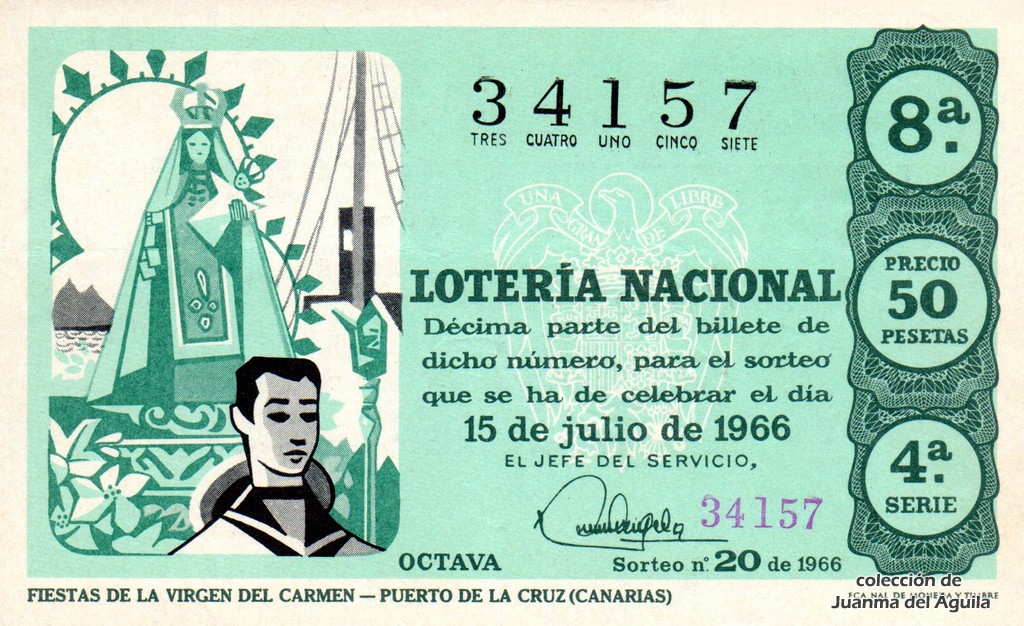 34157
TRES CUATRO UNO CINCO SIETE
8ª.
UNA GRANDE LIBRE
LOTERÍA NACIONAL
Décima parte del billete de
dicho número, para el sorteo
que se ha de celebrar el día
15 de julio de 1966
EL JEFE DEL SERVICIO,
PRECIO
50
PESETAS
4ª.
SERIE
34157
OCTAVA
Sorteo n.º 20 de 1966
FIESTAS DE LA VIRGEN DEL CARMEN — PUERTO DE LA CRUZ (CANARIAS)
colección de
Juanma del Águila